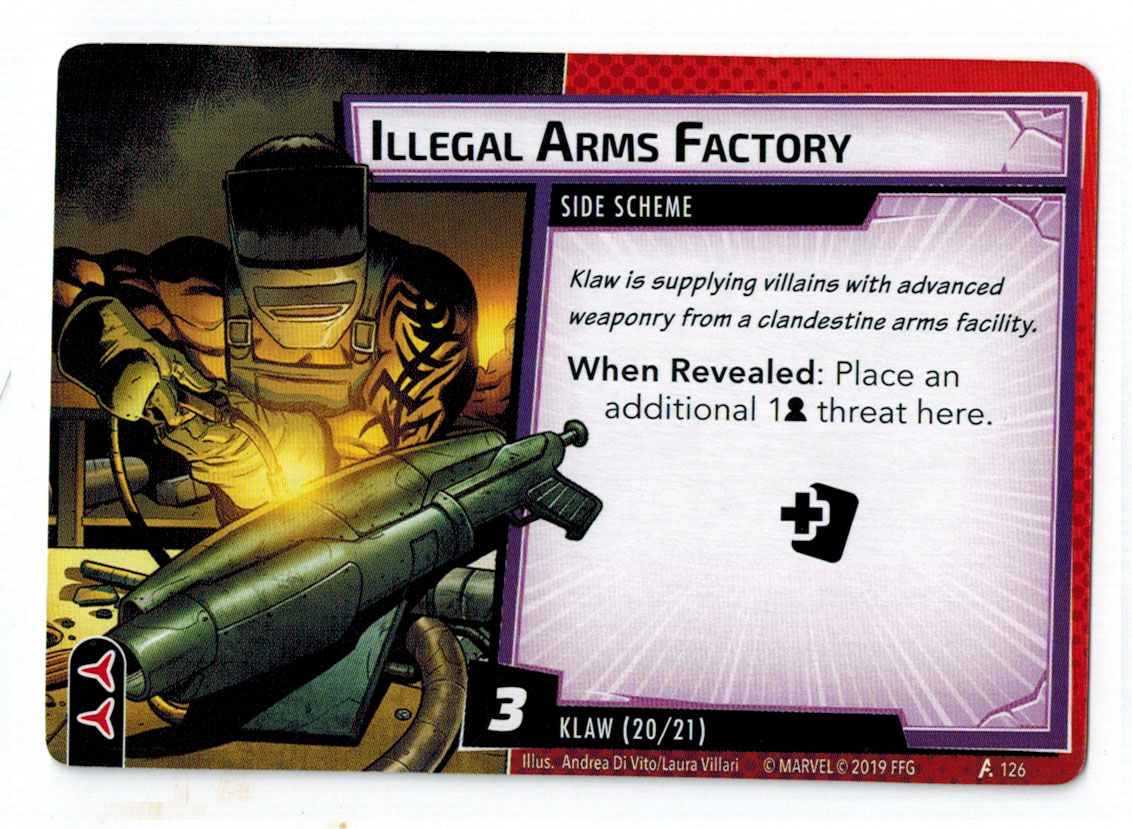 ILLEGAL ARMS FACTORY
SIDE SCHEME
Klaw is supplying villains with advanced
weaponry from a clandestine arms facility.
When Revealed: Place an
additional 1 threat here.
3
KLAW (20/21)
Illus. Andrea Di Vito/Laura Villari © MARVEL © 2019 FFG 126